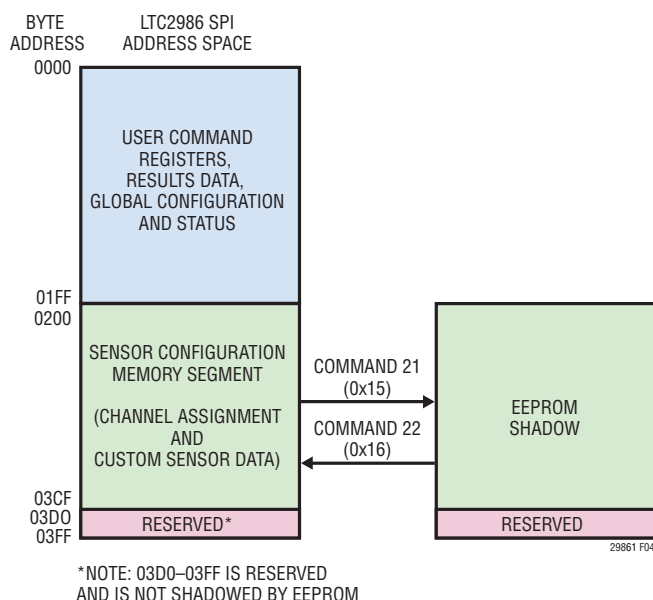 BYTE
ADDRESS
LTC2986 SPI
ADDRESS SPACE
0000
USER COMMAND
REGISTERS,
RESULTS DATA,
GLOBAL CONFIGURATION
AND STATUS
01FF
0200
SENSOR CONFIGURATION
MEMORY SEGMENT
(CHANNEL ASSIGNMENT
AND
CUSTOM SENSOR DATA)
COMMAND 21
(0x15)
COMMAND 22
(0x16)
EEPROM
SHADOW
03CF
03D0
03FF
RESERVED*
RESERVED
29861 F04
*NOTE: 03D0–03FF IS RESERVED
AND IS NOT SHADOWED BY EEPROM